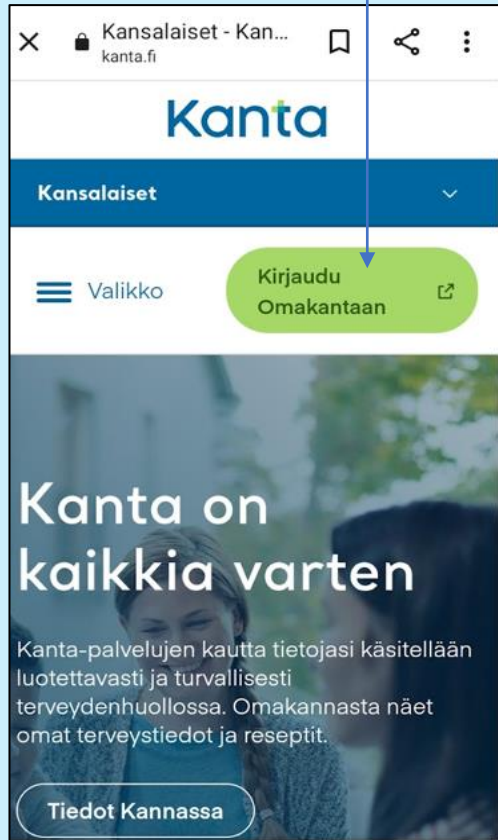 Kansalaiset - Kan...
kanta.fi
Kanta
Kansalaiset
Valikko
Kirjaudu
Omakantaan
Kanta on
kaikkia varten
Kanta-palvelujen kautta tietojasi käsitellään
luotettavasti ja turvallisesti
terveydenhuollossa. Omakannasta näet
omat terveystiedot ja reseptit.
Tiedot Kannassa